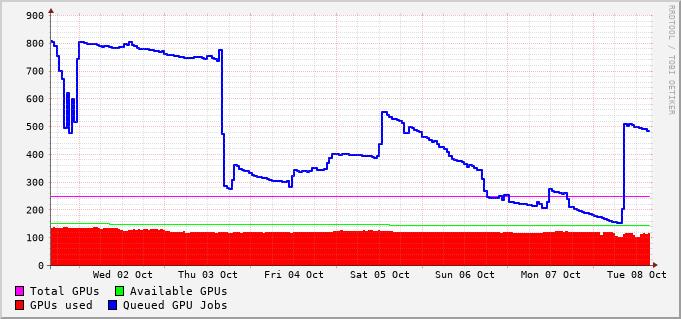 RRDTOOL / TOBI OETIKER
900
800
700
600
500
400
300
200
100
0
Wed 02 Oct Thu 03 Oct Fri 04 Oct Sat 05 Oct Sun 06 Oct Mon 07 Oct Tue 08 Oct
Total GPUs Available GPUs
GPUs used Queued GPU Jobs